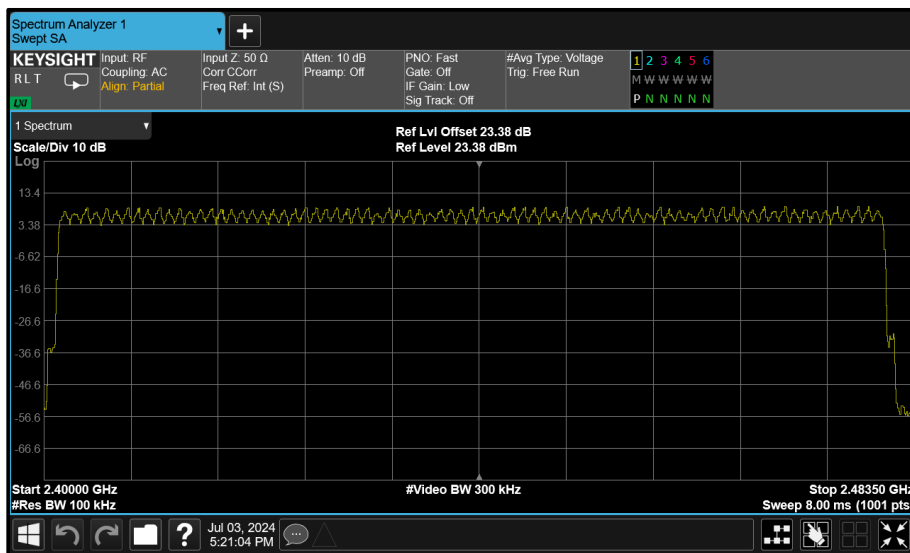 Spectrum Analyzer 1
Swept SA
KEYSIGHT
R L T
LXI
Input: RF
Coupling: AC
Align: Partial
Input Z: 50 Ω
Corr CCorr
Freq Ref: Int (S)
Atten: 10 dB
Preamp: Off
PNO: Fast
Gate: Off
IF Gain: Low
Sig Track: Off
#Avg Type: Voltage
Trig: Free Run
1 2 3 4 5 6
M W W W W W
P N N N N N
1 Spectrum
Scale/Div 10 dB
Ref Lvl Offset 23.38 dB
Ref Level 23.38 dBm
Log
13.4
3.38
-6.62
-16.6
-26.6
-36.6
-46.6
-56.6
-66.6
Start 2.40000 GHz
#Res BW 100 kHz
#Video BW 300 kHz
Stop 2.48350 GHz
Sweep 8.00 ms (1001 pts
?
Jul 03, 2024
5:21:04 PM